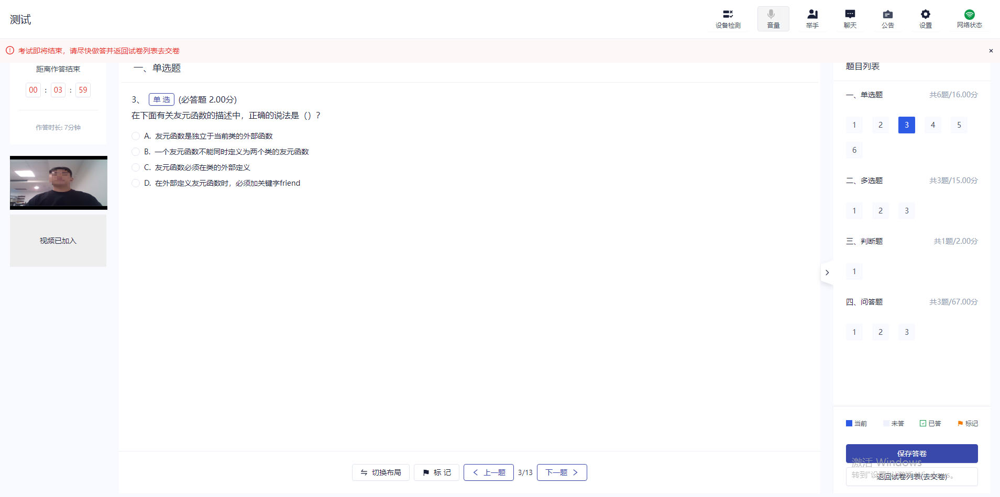 测试
设备检测
音量
举手
聊天
公告
设置
网络状态
考试即将结束，请尽快做答并返回试卷列表去交卷
×
距离作答结束
00 : 03 : 59
作答时长: 7分钟
视频已加入
一、单选题
3、 单 选 (必答题 2.00分)
在下面有关友元函数的描述中，正确的说法是（）?
A. 友元函数是独立于当前类的外部函数
B. 一个友元函数不能同时定义为两个类的友元函数
C. 友元函数必须在类的外部定义
D. 在外部定义友元函数时，必须加关键字friend
切换布局
标 记
上一题
3/13
下一题
题目列表
一、单选题 共6题/16.00分
1 2 3 4 5
6
二、多选题 共3题/15.00分
1 2 3
三、判断题 共1题/2.00分
1
四、问答题 共3题/67.00分
1 2 3
当前 未答 已答 标记
保存答卷
激活 Windows
转到"设置"以激活 Windows。
返回试卷列表(去交卷)